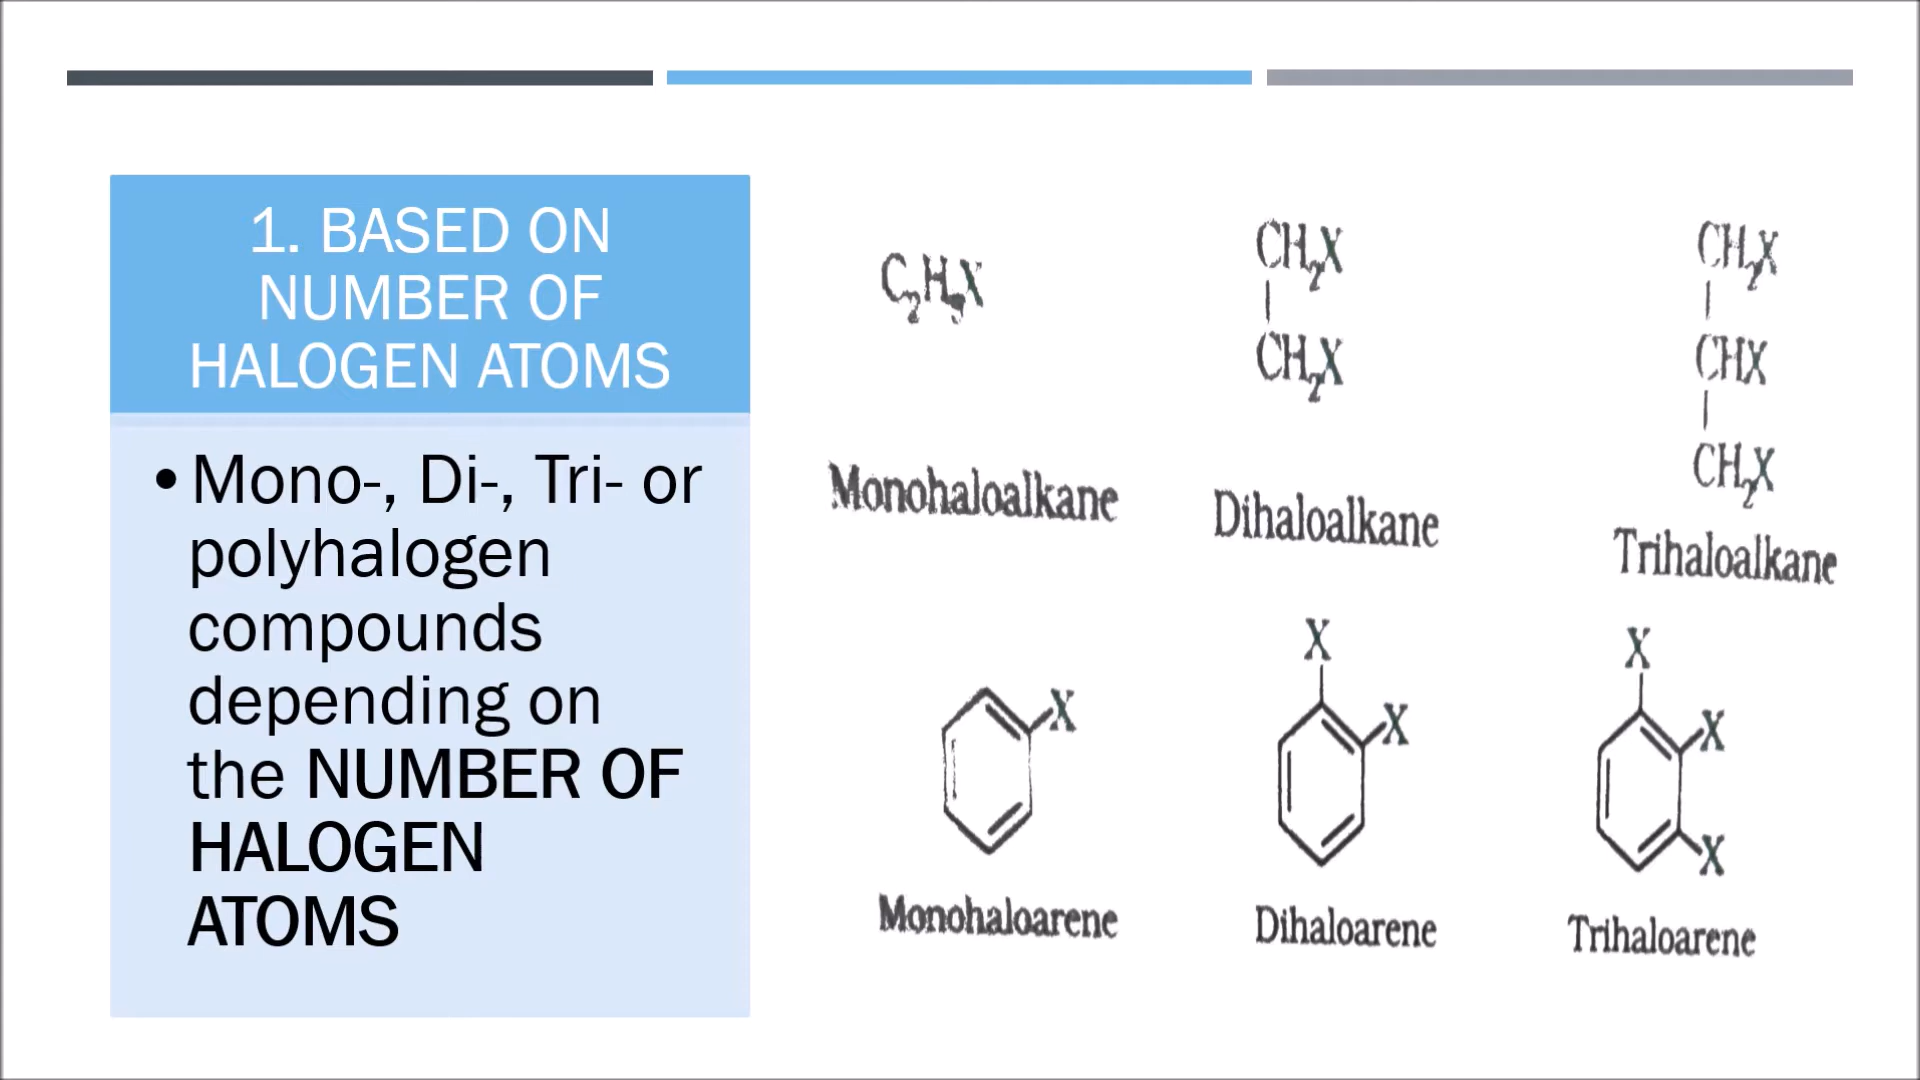 1. BASED ON
NUMBER OF
HALOGEN ATOMS
• Mono-, Di-, Tri- or
polyhalogen
compounds
depending on
the NUMBER OF
HALOGEN
ATOMS
C₂H₅X
CH₂X
CH₂X
CH₂X
CHX
CH₂X
Monohaloalkane
Dihaloalkane
Trihaloalkane
X
X
X
X
X
X
Monohaloarene
Dihaloarene
Trihaloarene